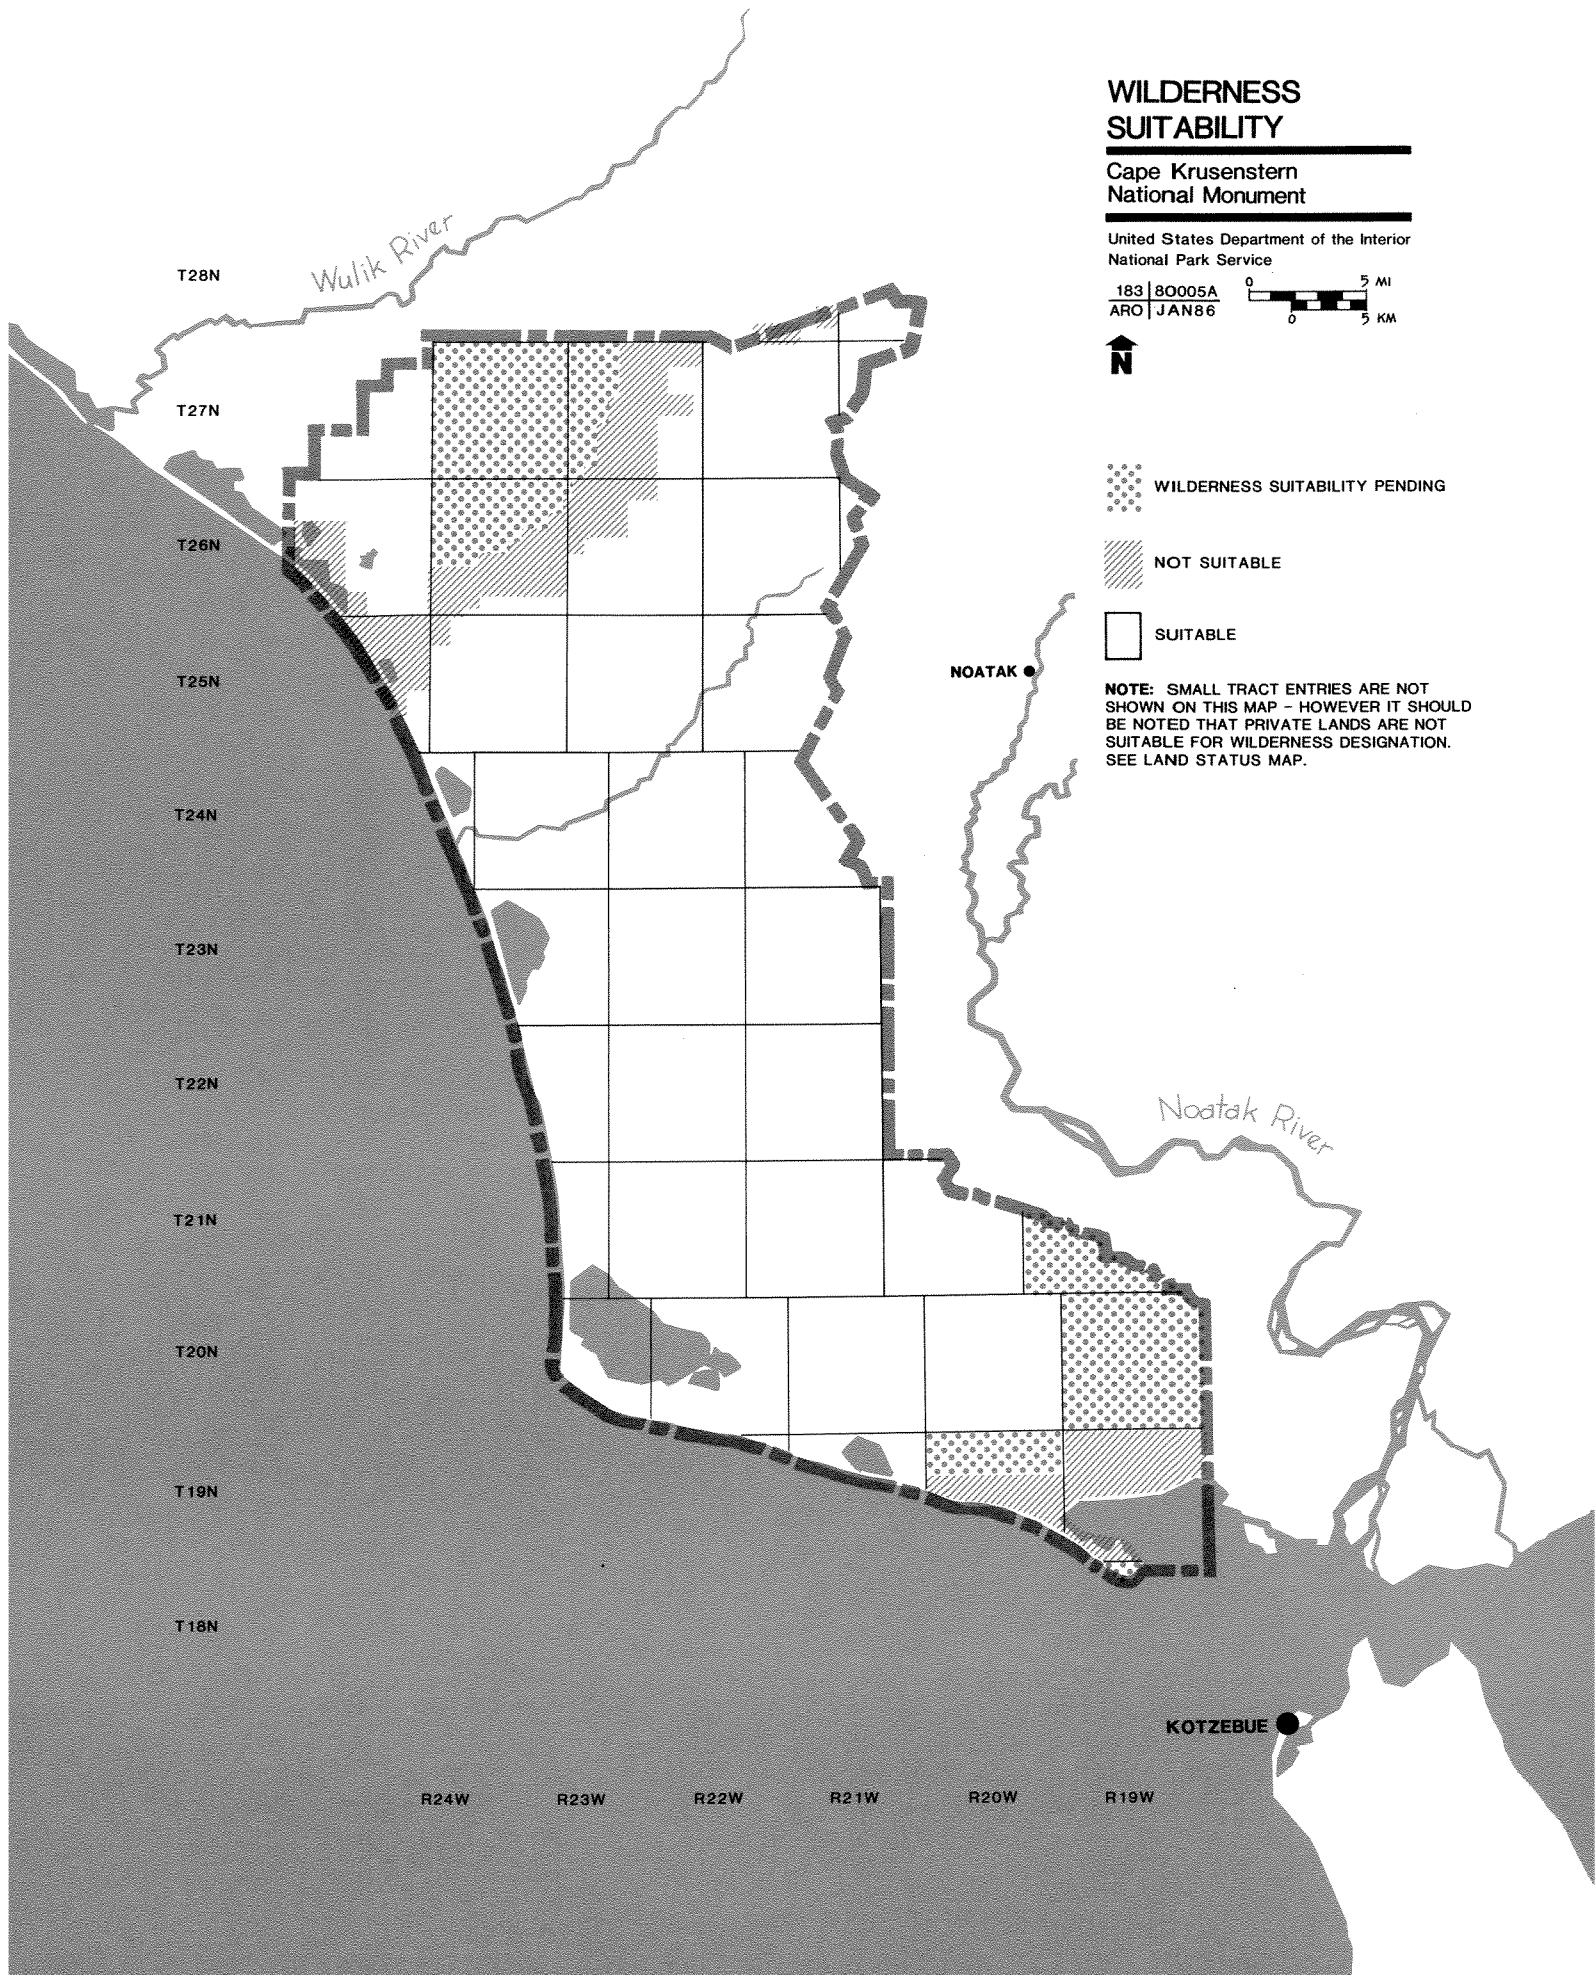 WILDERNESS
SUITABILITY
Cape Krusenstern
National Monument
United States Department of the Interior
National Park Service
183 | 80005A
ARO | JAN86
0 5 MI
0 5 KM
N
WILDERNESS SUITABILITY PENDING
NOT SUITABLE
SUITABLE
NOTE: SMALL TRACT ENTRIES ARE NOT
SHOWN ON THIS MAP - HOWEVER IT SHOULD
BE NOTED THAT PRIVATE LANDS ARE NOT
SUITABLE FOR WILDERNESS DESIGNATION.
SEE LAND STATUS MAP.
Wulik River
T28N
T27N
T26N
NOATAK
T25N
T24N
T23N
T22N
Noatak River
T21N
T20N
T19N
T18N
KOTZEBUE
R24W R23W R22W R21W R20W R19W